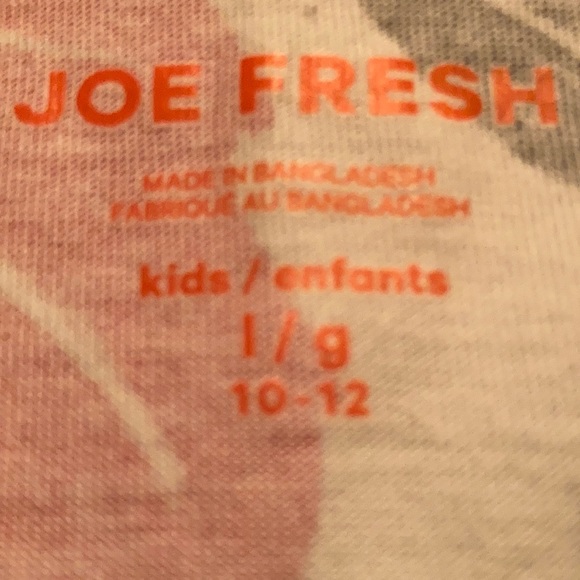 JOE FRESH
MADE IN BANGLADESH
FABRIQUÉ AU BANGLADESH
kids / enfants
l / g
10-12